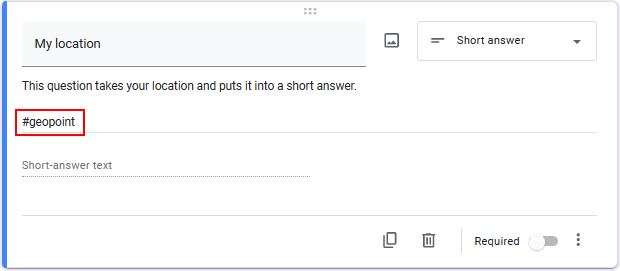 My location
Short answer
This question takes your location and puts it into a short answer.
#geopoint
Short-answer text
Required